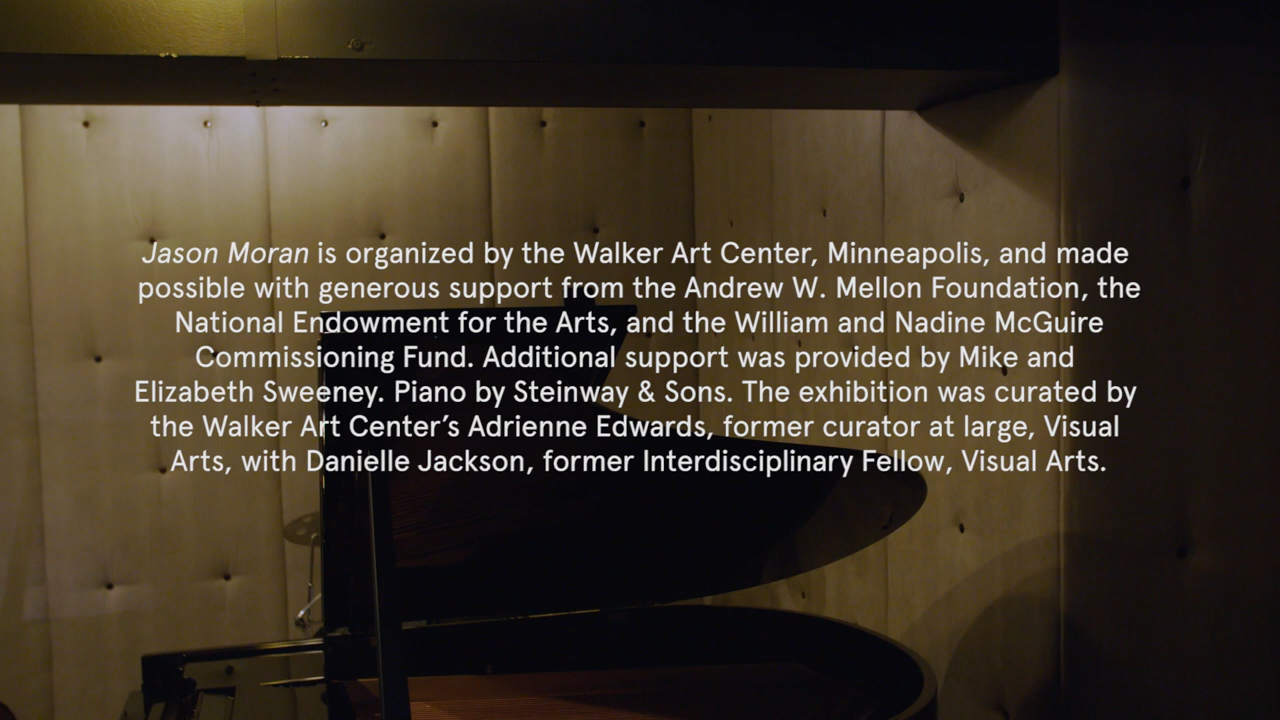 Jason Moran is organized by the Walker Art Center, Minneapolis, and made
possible with generous support from the Andrew W. Mellon Foundation, the
National Endowment for the Arts, and the William and Nadine McGuire
Commissioning Fund. Additional support was provided by Mike and
Elizabeth Sweeney. Piano by Steinway & Sons. The exhibition was curated by
the Walker Art Center’s Adrienne Edwards, former curator at large, Visual
Arts, with Danielle Jackson, former Interdisciplinary Fellow, Visual Arts.